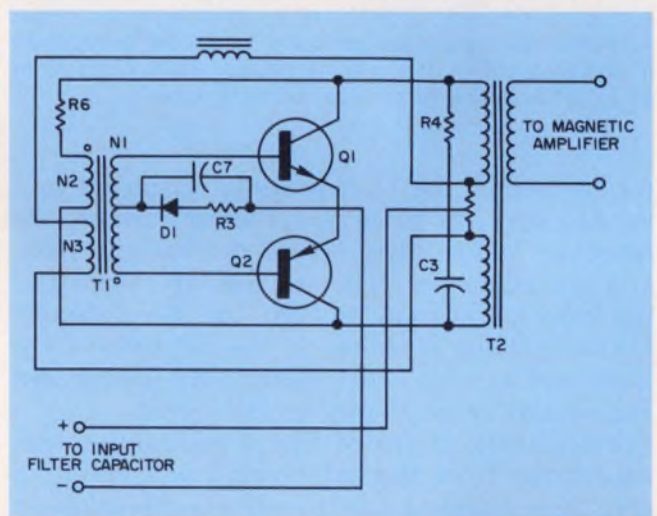 R6
N1
N2
N3
T1
C7
D1
R3
Q1
Q2
R4
C3
T2
TO MAGNETIC
AMPLIFIER
+
TO INPUT
FILTER CAPACITOR
-